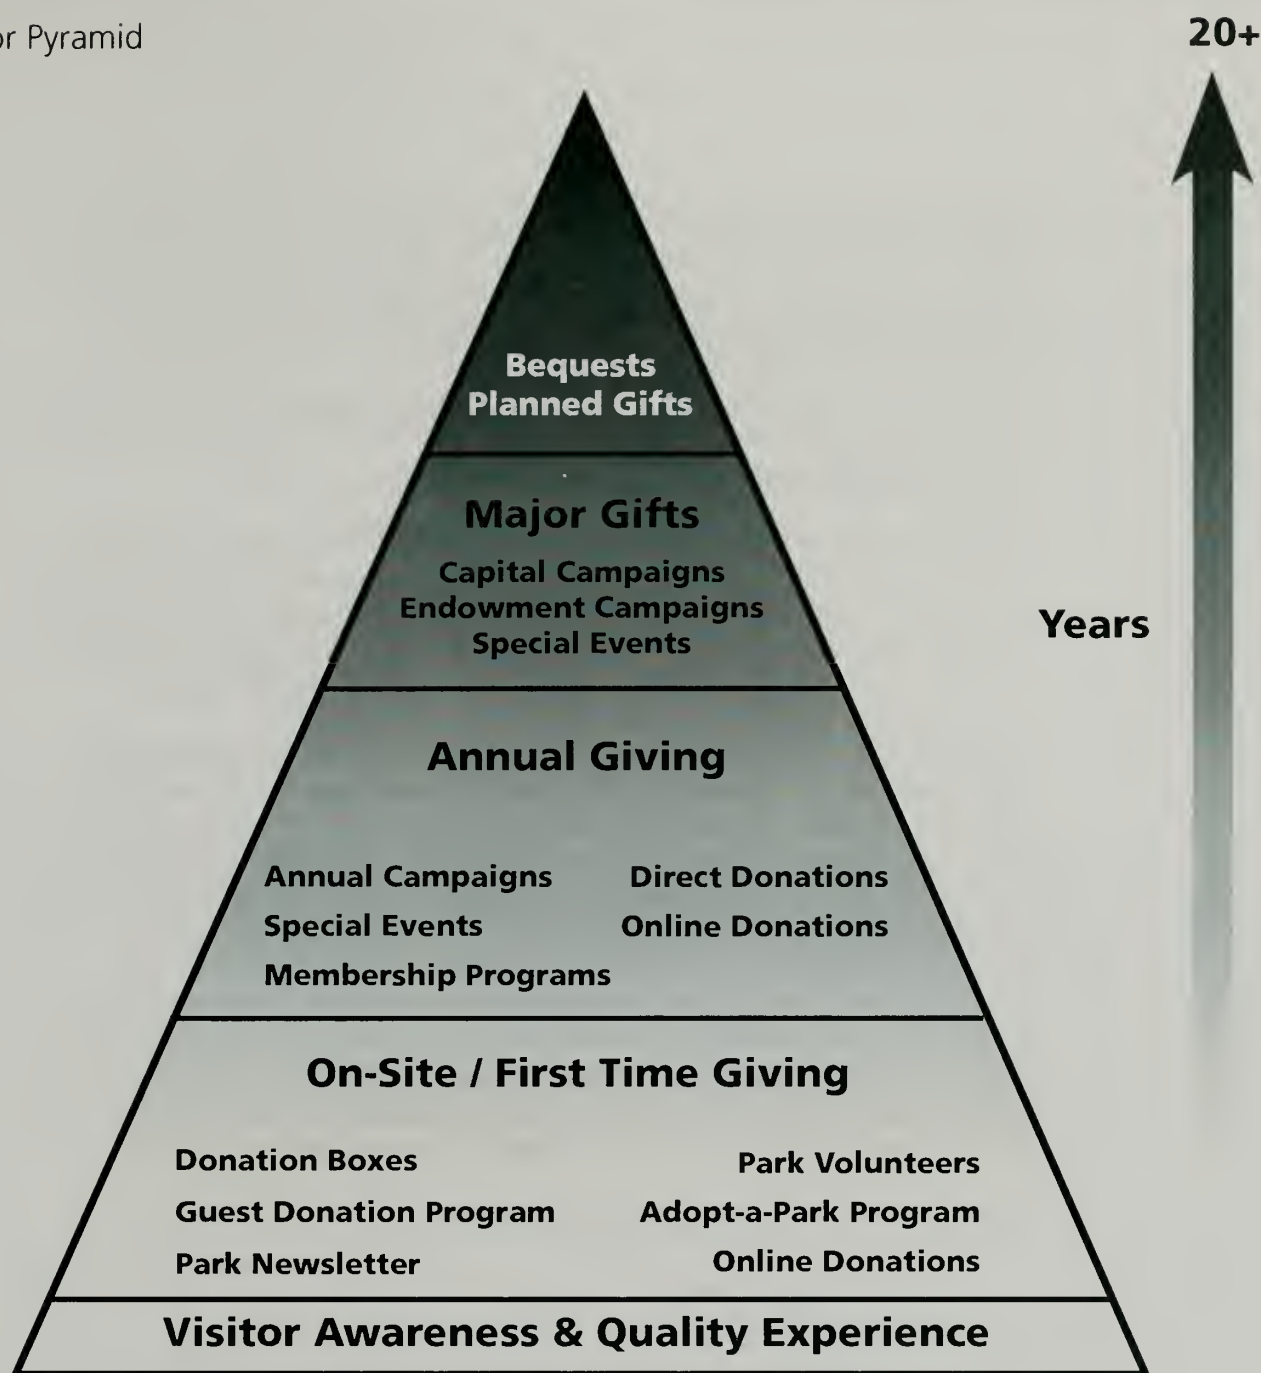 Pyramid
20+
Bequests
Planned Gifts
Major Gifts
Capital Campaigns
Endowment Campaigns
Special Events
Years
Annual Giving
Annual Campaigns Direct Donations
Special Events Online Donations
Membership Programs
On-Site / First Time Giving
Donation Boxes Park Volunteers
Guest Donation Program Adopt-a-Park Program
Park Newsletter Online Donations
Visitor Awareness & Quality Experience